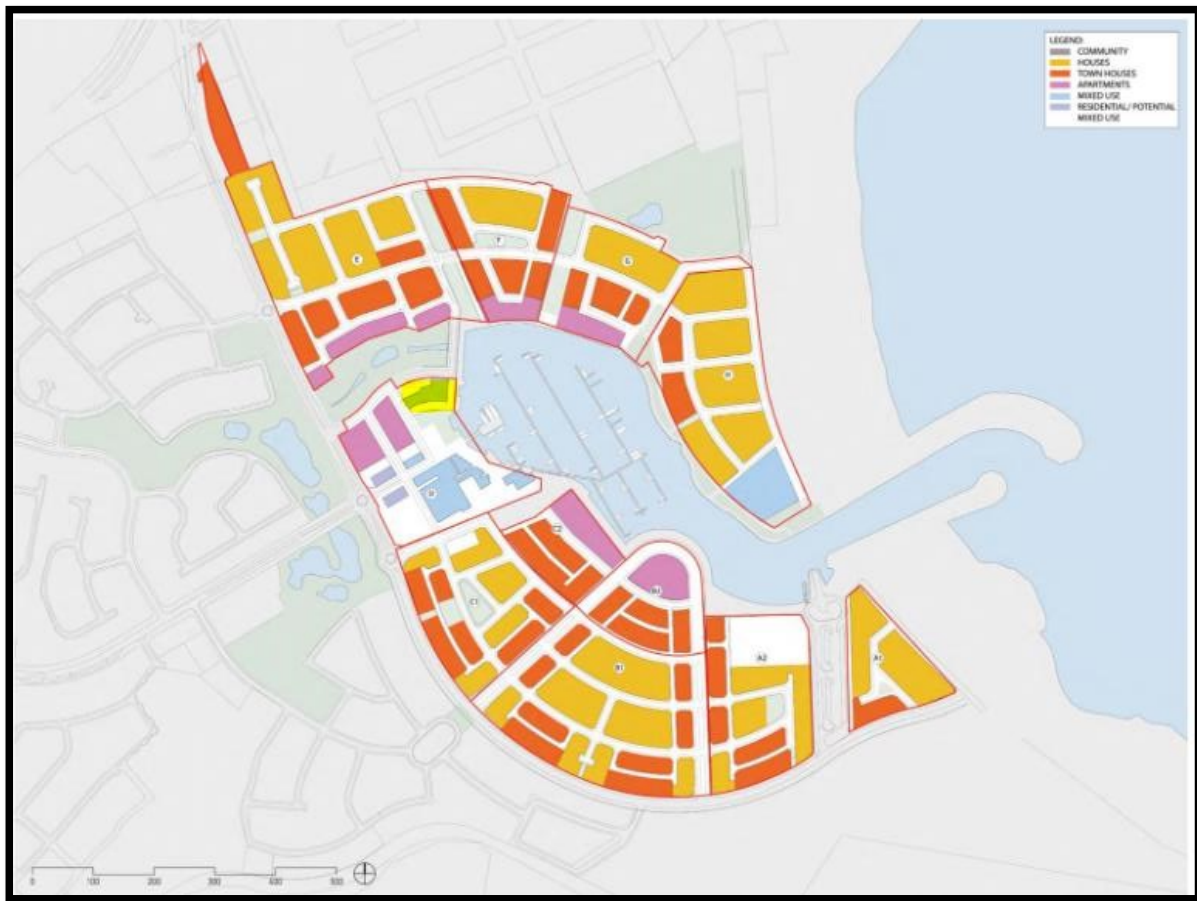 LEGEND:
COMMUNITY
HOUSES
TOWN HOUSES
APARTMENTS
MIXED USE
RESIDENTIAL/ POTENTIAL
MIXED USE
E
F
G
H
D
C2
C1
B2
B1
A2
A1
0 100 200 300 400 500